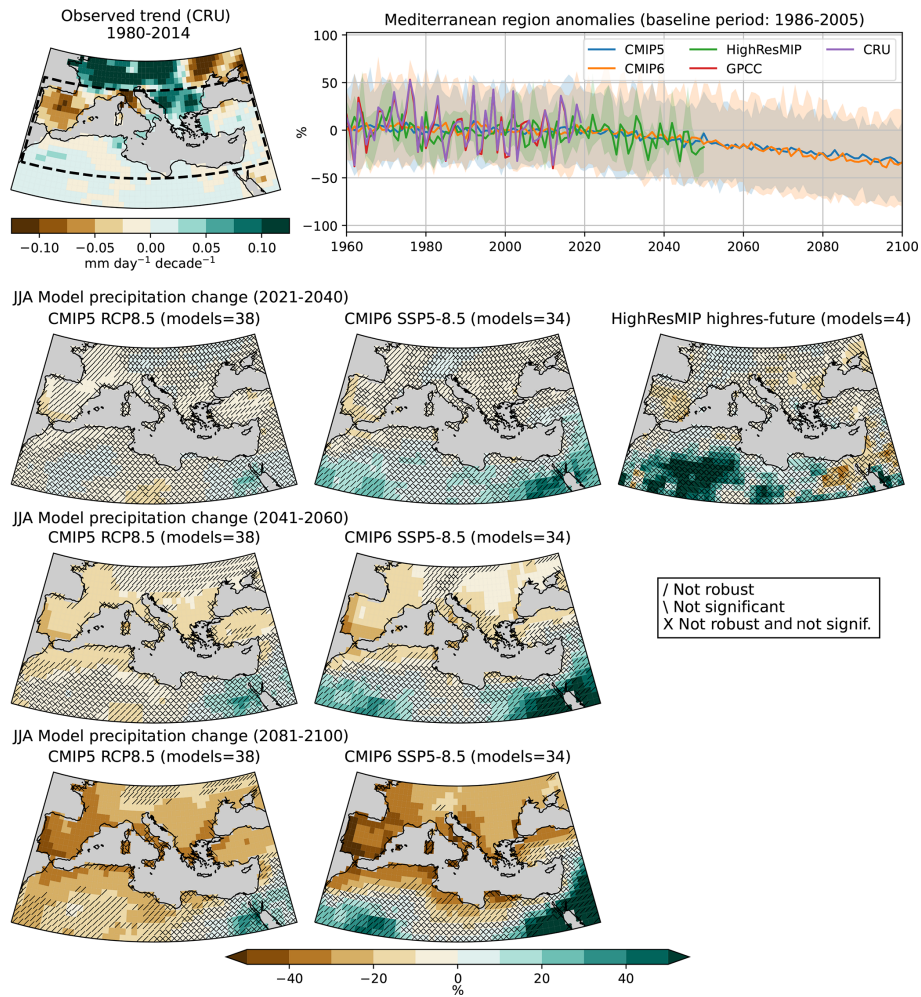 Observed trend (CRU)
1980-2014
−0.10 −0.05 0.00 0.05 0.10
mm day⁻¹ decade⁻¹
Mediterranean region anomalies (baseline period: 1986-2005)
CMIP5 HighResMIP CRU
CMIP6 GPCC
100
50
0
−50
−100
%
1960 1980 2000 2020 2040 2060 2080 2100
JJA Model precipitation change (2021-2040)
CMIP5 RCP8.5 (models=38) CMIP6 SSP5-8.5 (models=34) HighResMIP highres-future (models=4)
JJA Model precipitation change (2041-2060)
CMIP5 RCP8.5 (models=38) CMIP6 SSP5-8.5 (models=34)
/ Not robust
\ Not significant
X Not robust and not signif.
JJA Model precipitation change (2081-2100)
CMIP5 RCP8.5 (models=38) CMIP6 SSP5-8.5 (models=34)
−40 −20 0 20 40
%